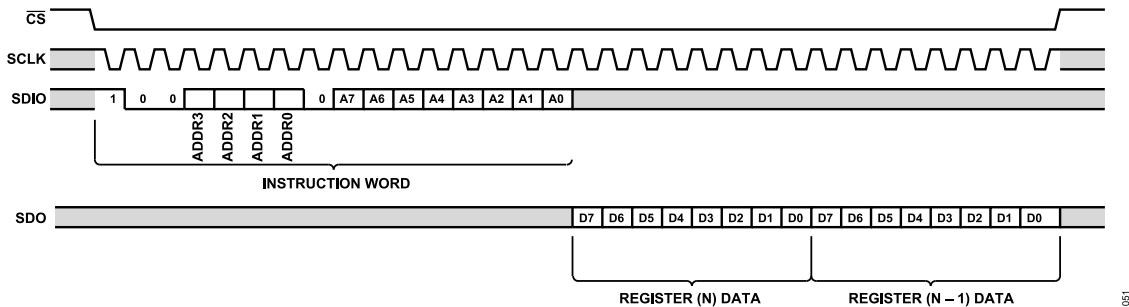 CS
SCLK
SDIO 1 0 0 0 A7 A6 A5 A4 A3 A2 A1 A0
ADDR3
ADDR2
ADDR1
ADDR0
INSTRUCTION WORD
SDO D7 D6 D5 D4 D3 D2 D1 D0 D7 D6 D5 D4 D3 D2 D1 D0
REGISTER (N) DATA REGISTER (N – 1) DATA
051